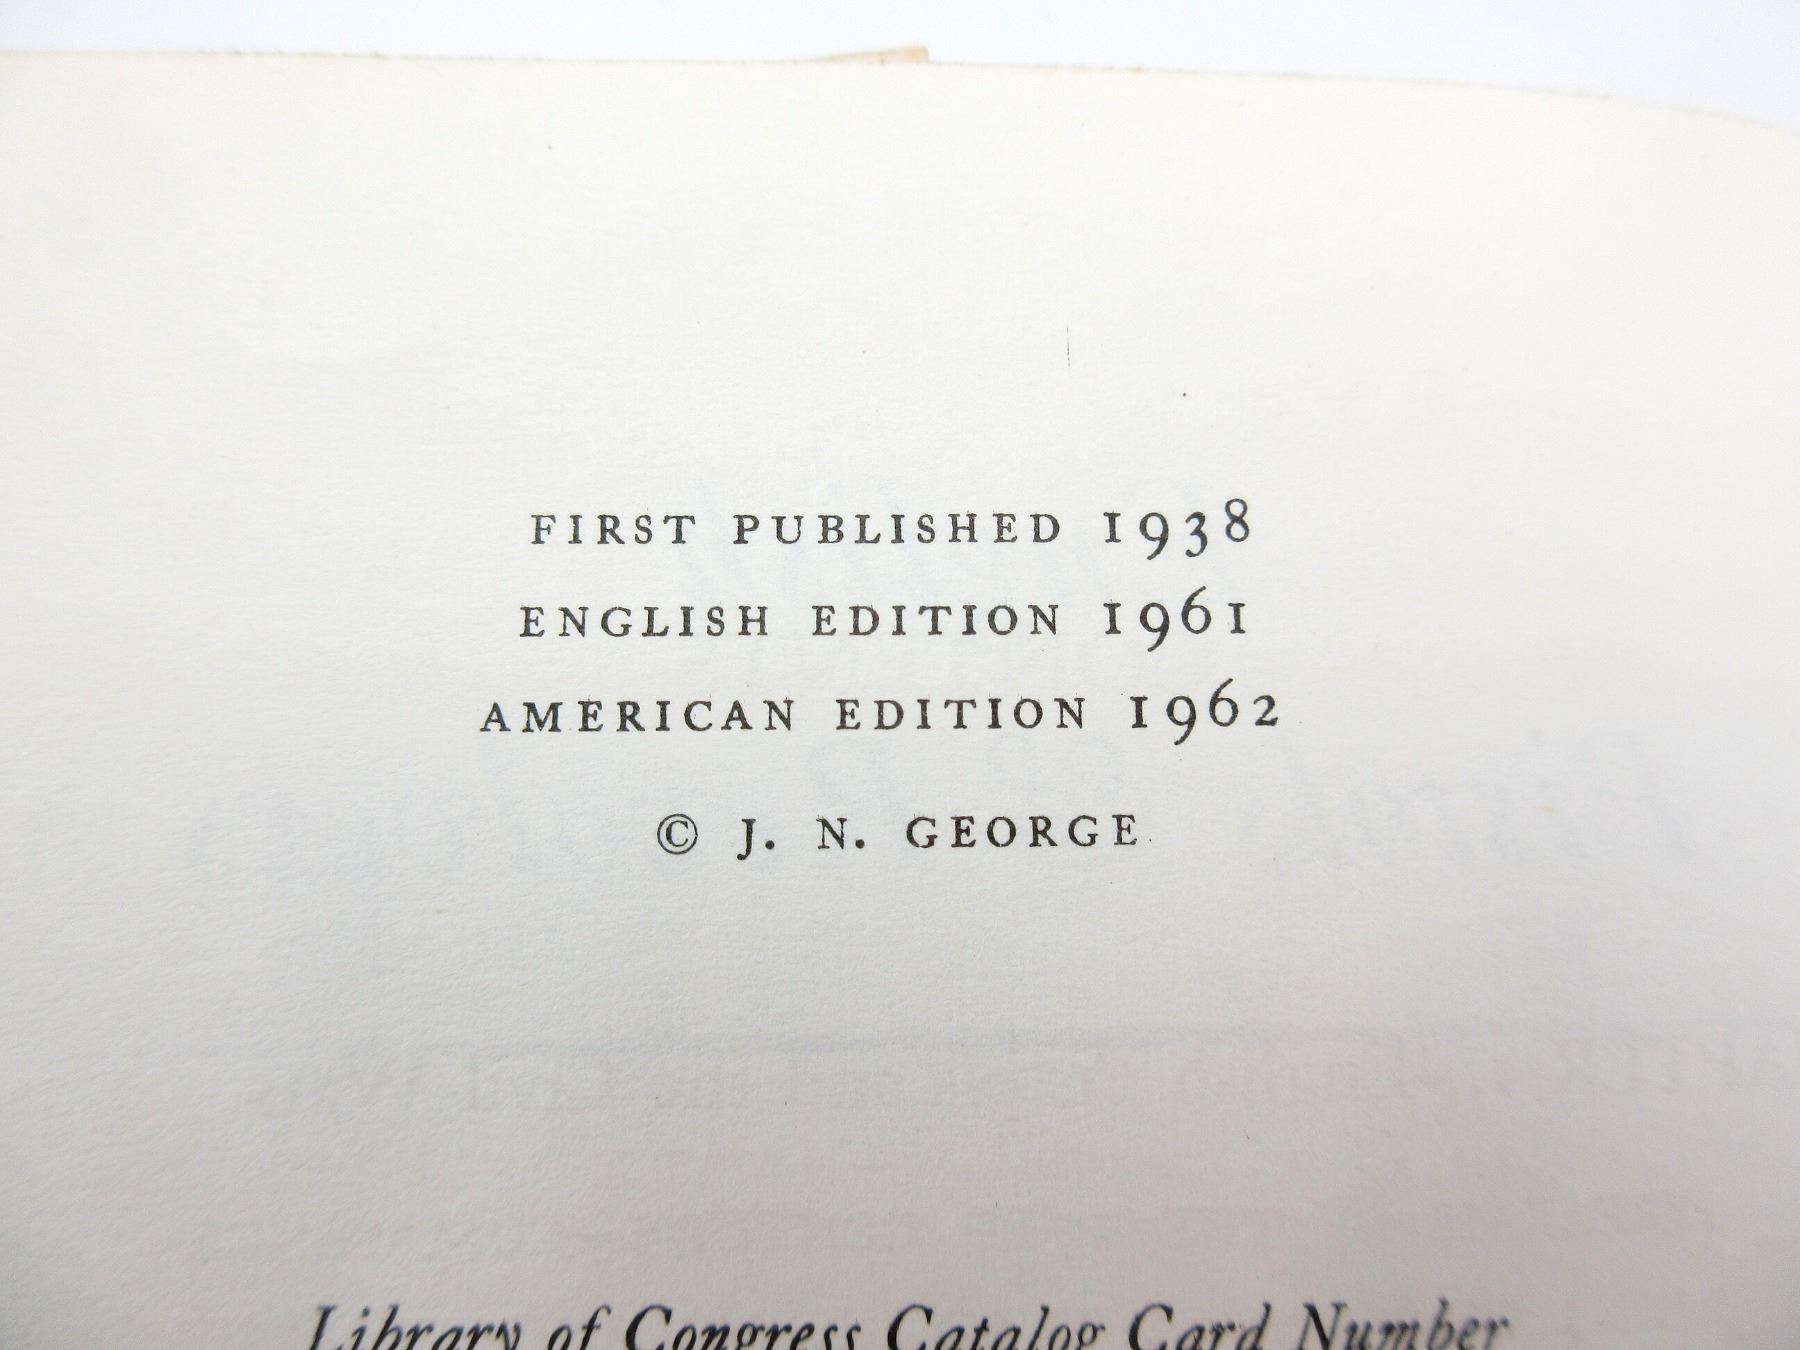 FIRST PUBLISHED 1938
ENGLISH EDITION 1961
AMERICAN EDITION 1962
© J. N. GEORGE
Library of Congress Catalog Card Number